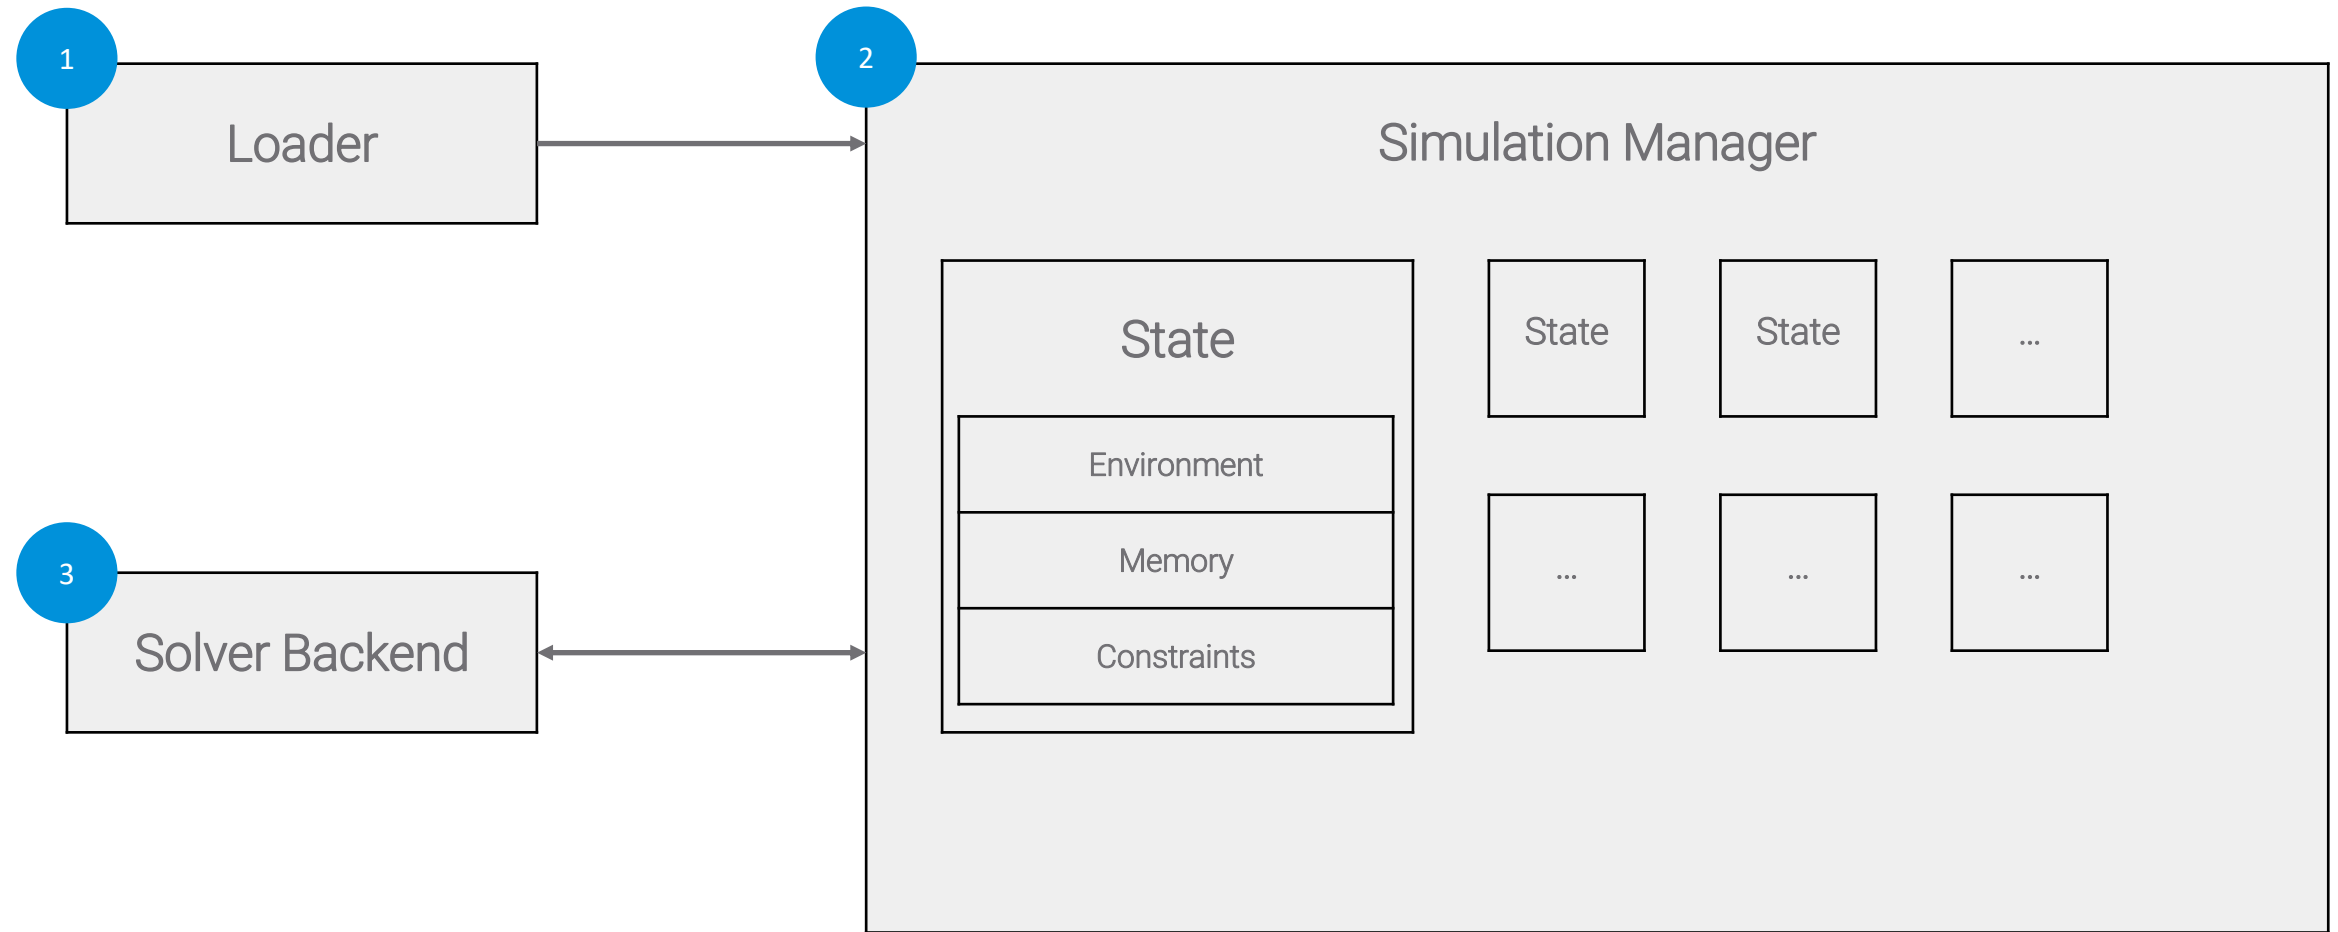 1
Loader
2
Simulation Manager
State
Environment
Memory
Constraints
State
State
...
...
...
...
3
Solver Backend